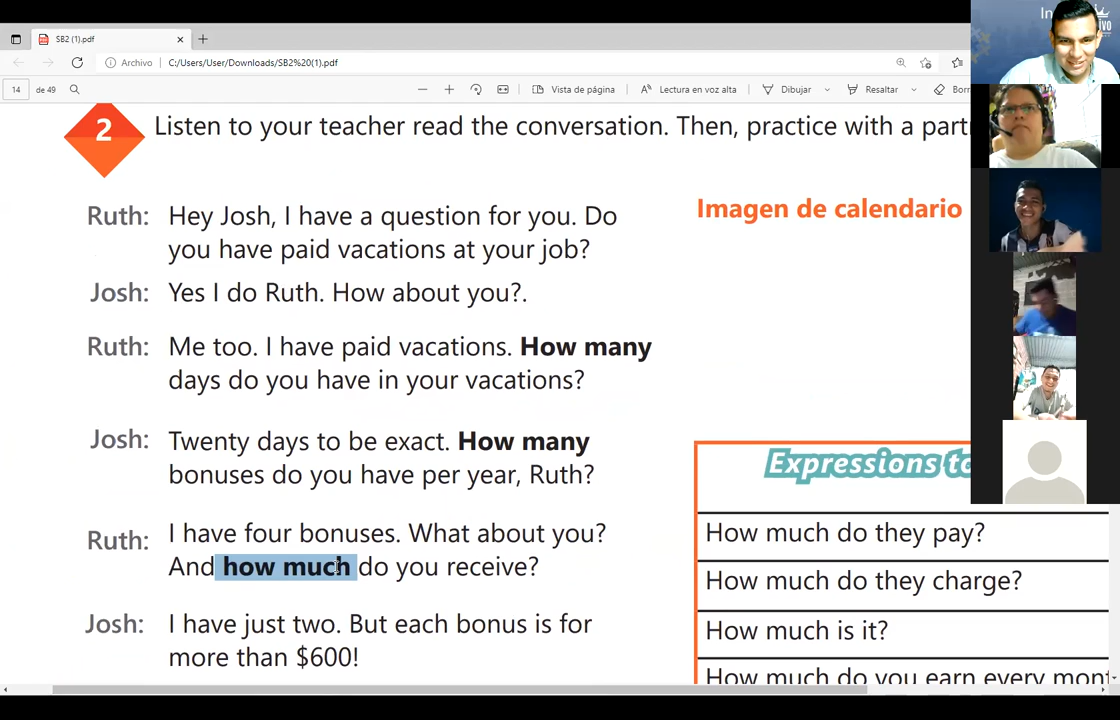 SB2 (1).pdf
Archivo
C:/Users/User/Downloads/SB2%20(1).pdf
14 de 49
Vista de página
Lectura en voz alta
Dibujar
Resaltar
2
Listen to your teacher read the conversation. Then, practice with a
Ruth: Hey Josh, I have a question for you. Do
you have paid vacations at your job?
Josh: Yes I do Ruth. How about you?.
Ruth: Me too. I have paid vacations. How many
days do you have in your vacations?
Josh: Twenty days to be exact. How many
bonuses do you have per year, Ruth?
Ruth: I have four bonuses. What about you?
And how much do you receive?
Josh: I have just two. But each bonus is for
more than $600!
Imagen de calendario
Expressions
How much do they pay?
How much do they charge?
How much is it?
How much do you earn every